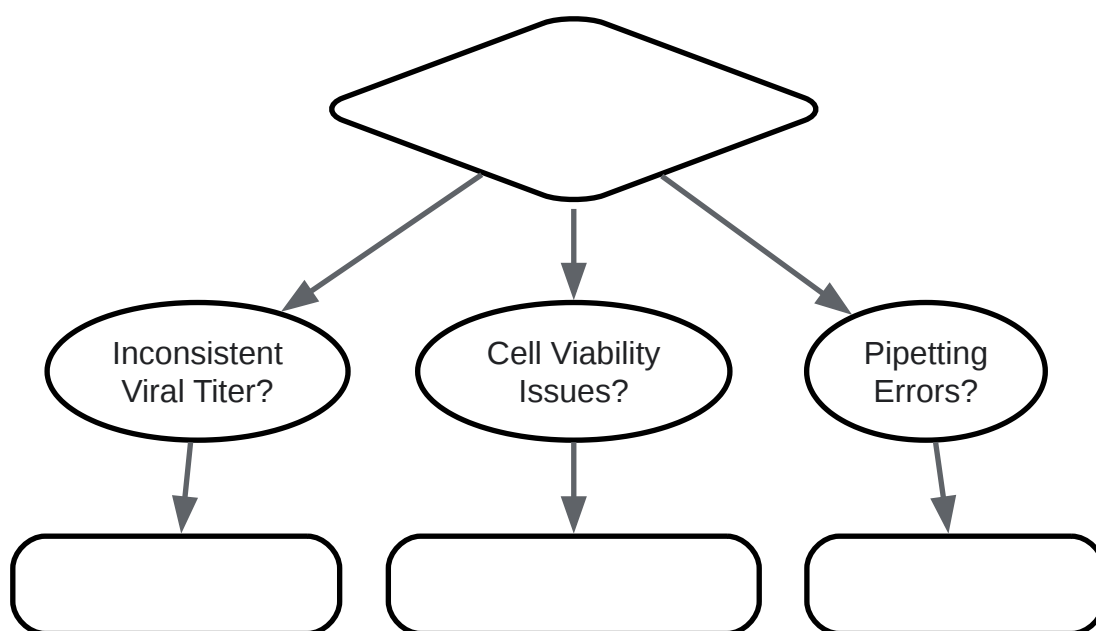 Inconsistent
Viral Titer?
Cell Viability
Issues?
Pipetting
Errors?